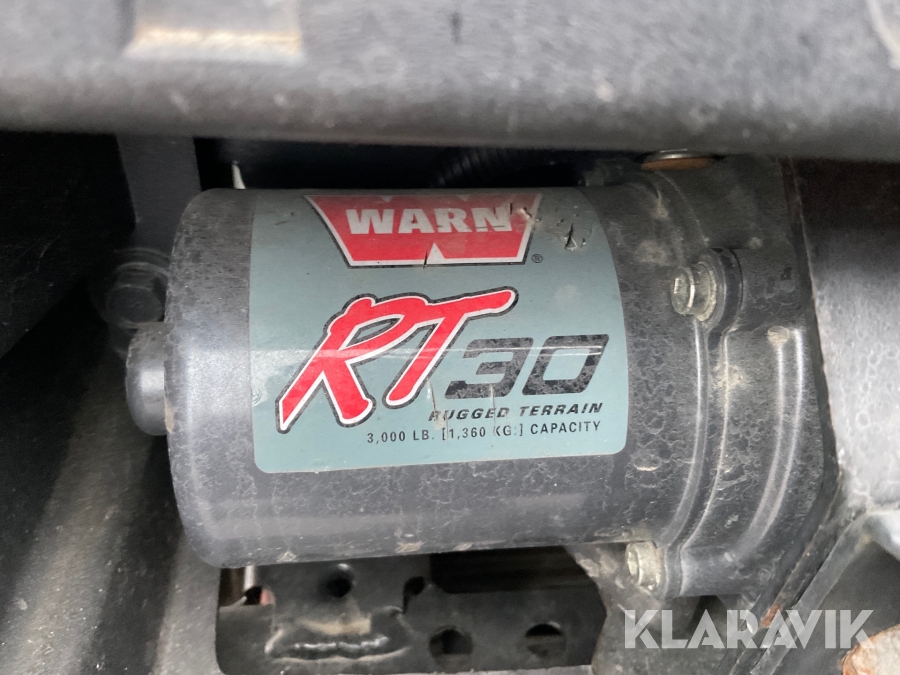 WARN®
RT30
RUGGED TERRAIN
3,000 LB. [1,360 KG.] CAPACITY
KLARAVIK